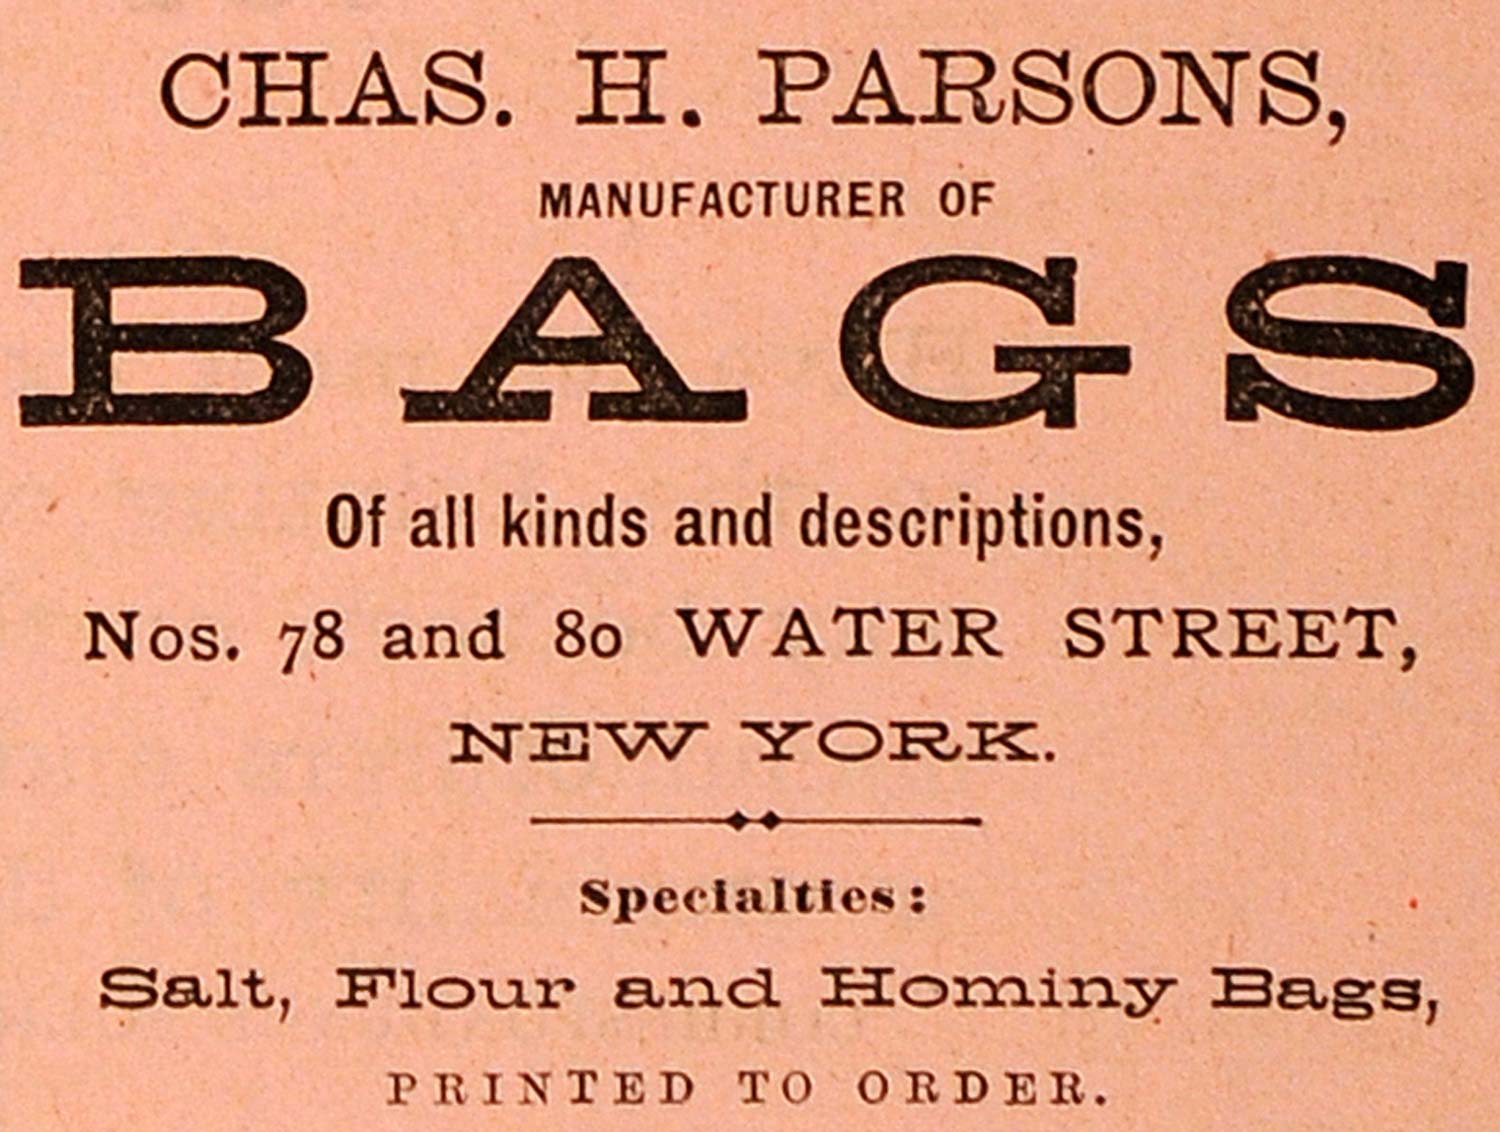 CHAS. H. PARSONS,
MANUFACTURER OF
BAGS
Of all kinds and descriptions,
Nos. 78 and 80 WATER STREET,
NEW YORK.
Specialties:
Salt, Flour and Hominy Bags,
PRINTED TO ORDER.